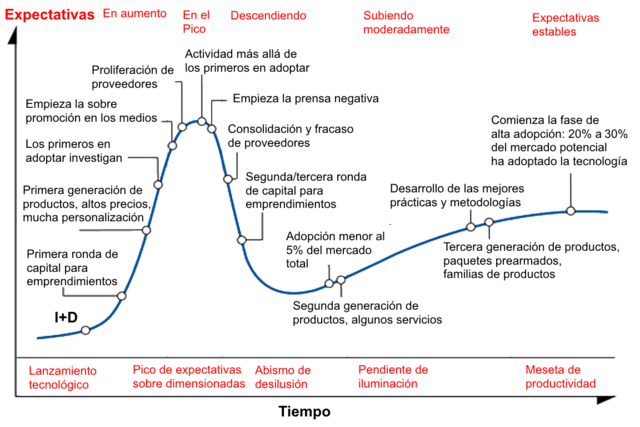 Expectativas
En aumento
En el
Pico
Descendiendo
Subiendo
moderadamente
Expectativas
estables
Actividad más allá de
los primeros en adoptar
Proliferación de
proveedores
Empieza la prensa negativa
Empieza la sobre
promoción en los medios
Consolidación y fracaso
de proveedores
Comienza la fase de
alta adopción: 20% a 30%
del mercado potencial
ha adoptado la tecnología
Los primeros en
adoptar investigan
Segunda/tercera ronda
de capital para
emprendimientos
Primera generación de
productos, altos precios,
mucha personalización
Desarrollo de las mejores
prácticas y metodologías
Adopción menor al
5% del mercado
total
Tercera generación de productos,
paquetes prearmados,
familias de productos
Primera ronda de
capital para
emprendimientos
Segunda generación de
productos, algunos servicios
I+D
Lanzamiento
tecnológico
Pico de expectativas
sobre dimensionadas
Abismo de
desilusión
Pendiente de
iluminación
Meseta de
productividad
Tiempo